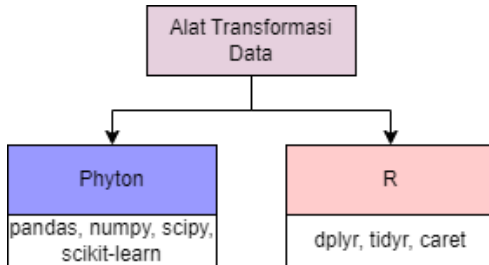 Alat Transformasi
Data
Phyton
pandas, numpy, scipy,
scikit-learn
R
dplyr, tidyr, caret